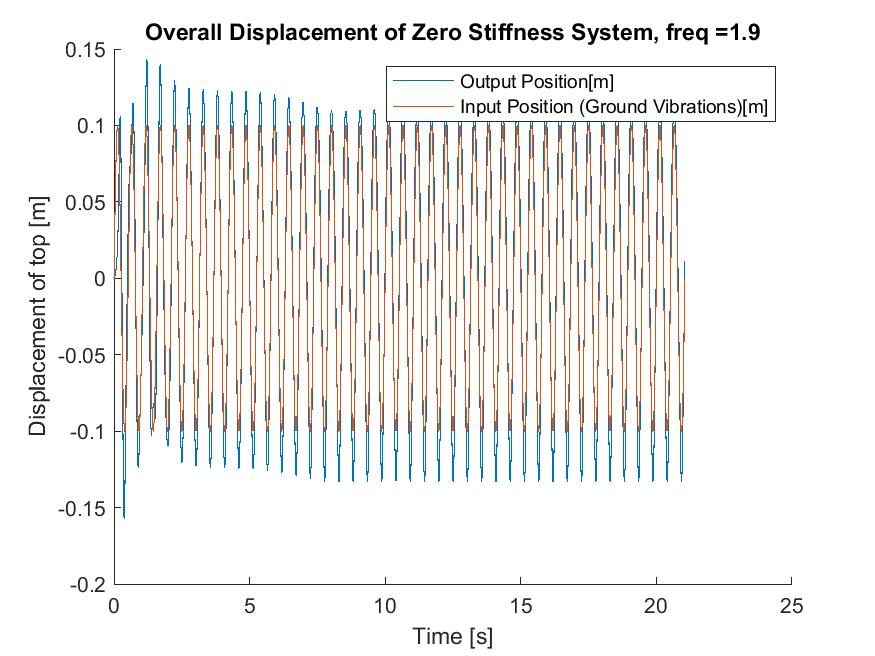 Overall Displacement of Zero Stiffness System, freq =1.9
0.15
Output Position[m]
Input Position (Ground Vibrations)[m]
0.1
0.05
0
-0.05
-0.1
-0.15
-0.2
Displacement of top [m]
0 5 10 15 20 25
Time [s]